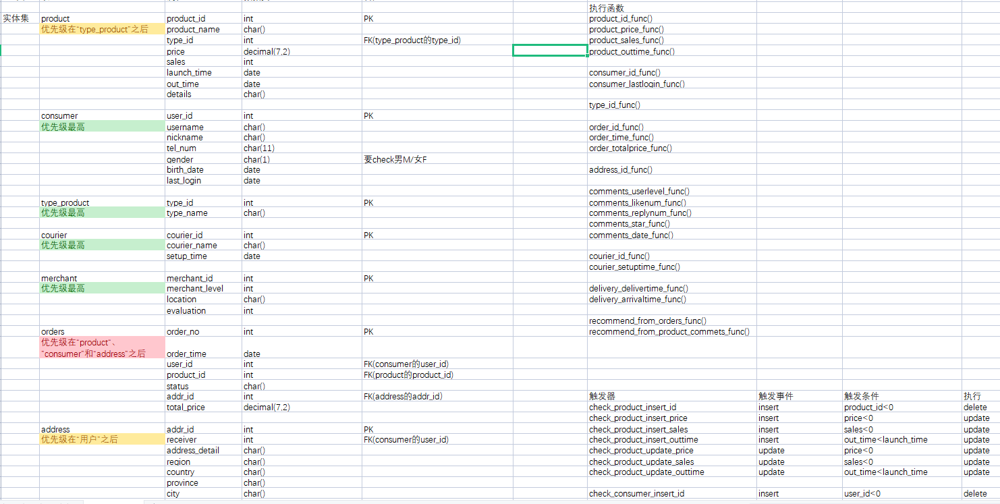 执行函数
实体集 product product_id int PK product_id_func()
优先级在“type_product”之后 product_name char() product_price_func()
type_id int FK(type_product的type_id) product_sales_func()
price decimal(7,2) product_outtime_func()
sales int
launch_time date consumer_id_func()
out_time date consumer_lastlogin_func()
details char()
type_id_func()
consumer user_id int PK
优先级最高 username char() order_id_func()
nickname char() order_time_func()
tel_num char(11) order_totalprice_func()
gender char(1) 要check男M/女F
birth_date date address_id_func()
last_login date
comments_userlevel_func()
type_product type_id int PK comments_likenum_func()
优先级最高 type_name char() comments_replynum_func()
comments_star_func()
courier courier_id int PK comments_date_func()
优先级最高 courier_name char()
setup_time date courier_id_func()
courier_setuptime_func()
merchant merchant_id int PK
优先级最高 merchant_level int delivery_delivertime_func()
location char() delivery_arrivaltime_func()
evaluation int
recommend_from_orders_func()
orders order_no int PK recommend_from_product_commets_func()
优先级在“product“、
”consumer”和“address”之后 order_time date
user_id int FK(consumer的user_id)
product_id int FK(product的product_id)
status char()
addr_id int FK(address的addr_id) 触发器 触发事件 触发条件 执行
total_price decimal(7,2) check_product_insert_id insert product_id<0 delete
check_product_insert_price insert price<0 update
address addr_id int PK check_product_insert_sales insert sales<0 update
优先级在“用户”之后 receiver int FK(consumer的user_id) check_product_insert_outtime insert out_time<launch_time update
address_detail char() check_product_update_price update price<0 update
region char() check_product_update_sales update sales<0 update
country char() check_product_update_outtime update out_time<launch_time update
province char()
city char() check_consumer_insert_id insert user_id<0 delete